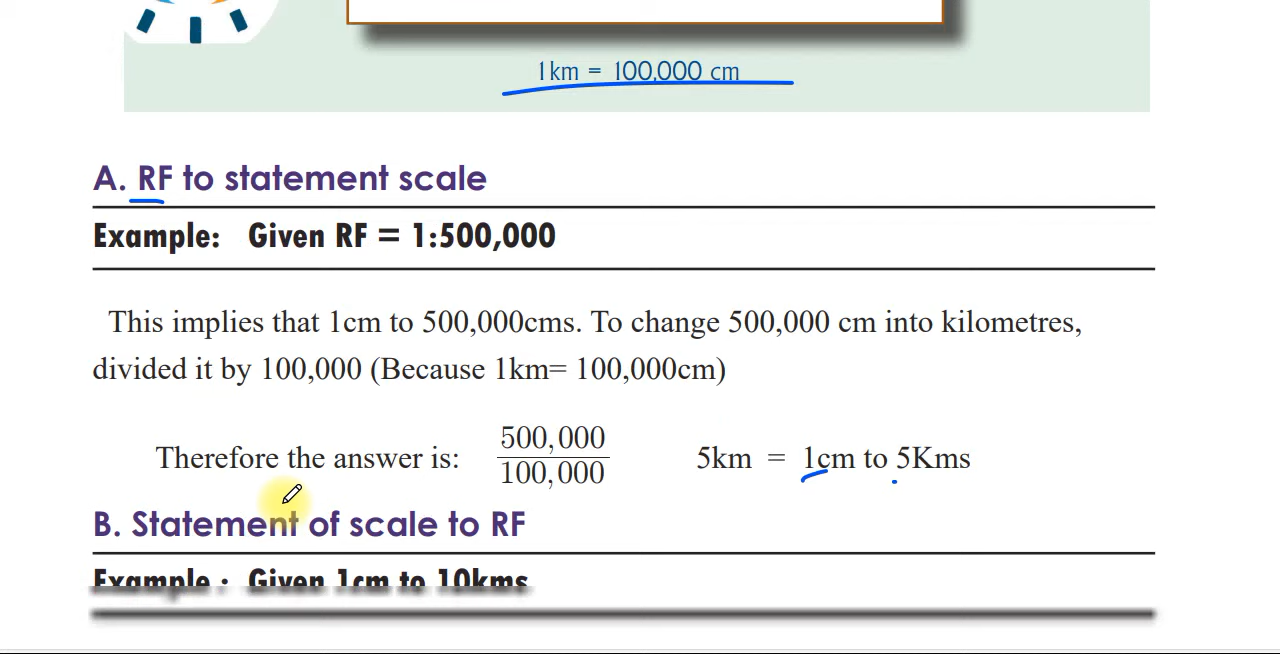 1km = 100,000 cm
A. RF to statement scale
Example: Given RF = 1:500,000
This implies that 1cm to 500,000cms. To change 500,000 cm into kilometres,
divided it by 100,000 (Because 1km= 100,000cm)
Therefore the answer is: 500,000
100,000 5km = 1cm to 5Kms
B. Statement of scale to RF
Example : Given 1cm to 10kms